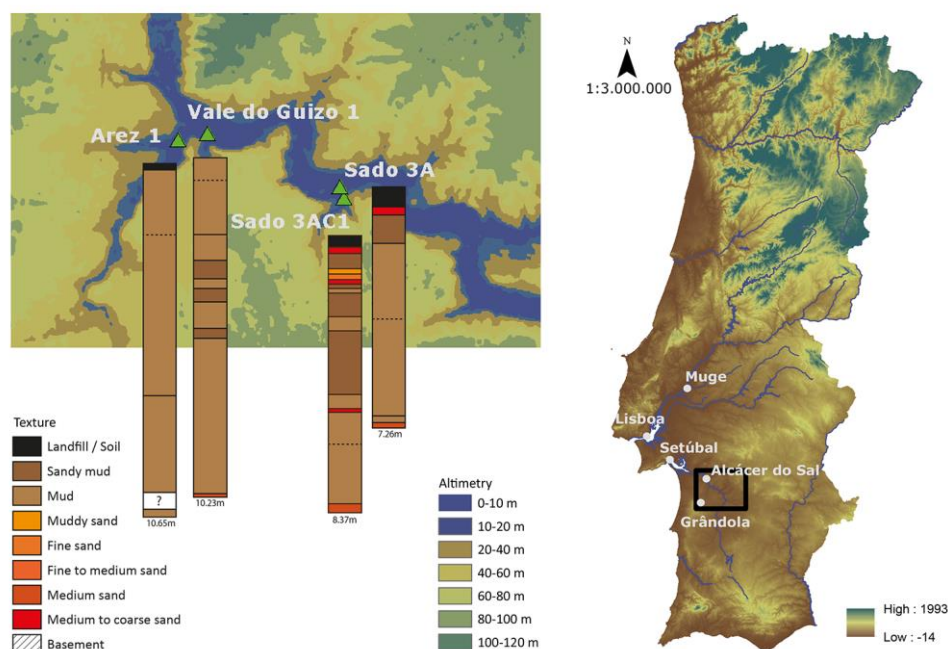 Vale do Guizo 1
Arez 1
Sado 3A
Sado 3AC1
?
10.65m
10.23m
8.37m
7.26m
Texture
Landfill / Soil
Sandy mud
Mud
Muddy sand
Fine sand
Fine to medium sand
Medium sand
Medium to coarse sand
Basement
Altimetry
0-10 m
10-20 m
20-40 m
40-60 m
60-80 m
80-100 m
100-120 m
N
1:3.000.000
Muge
Lisboa
Setúbal
Alcácer do Sal
Grândola
High : 1993
Low : -14